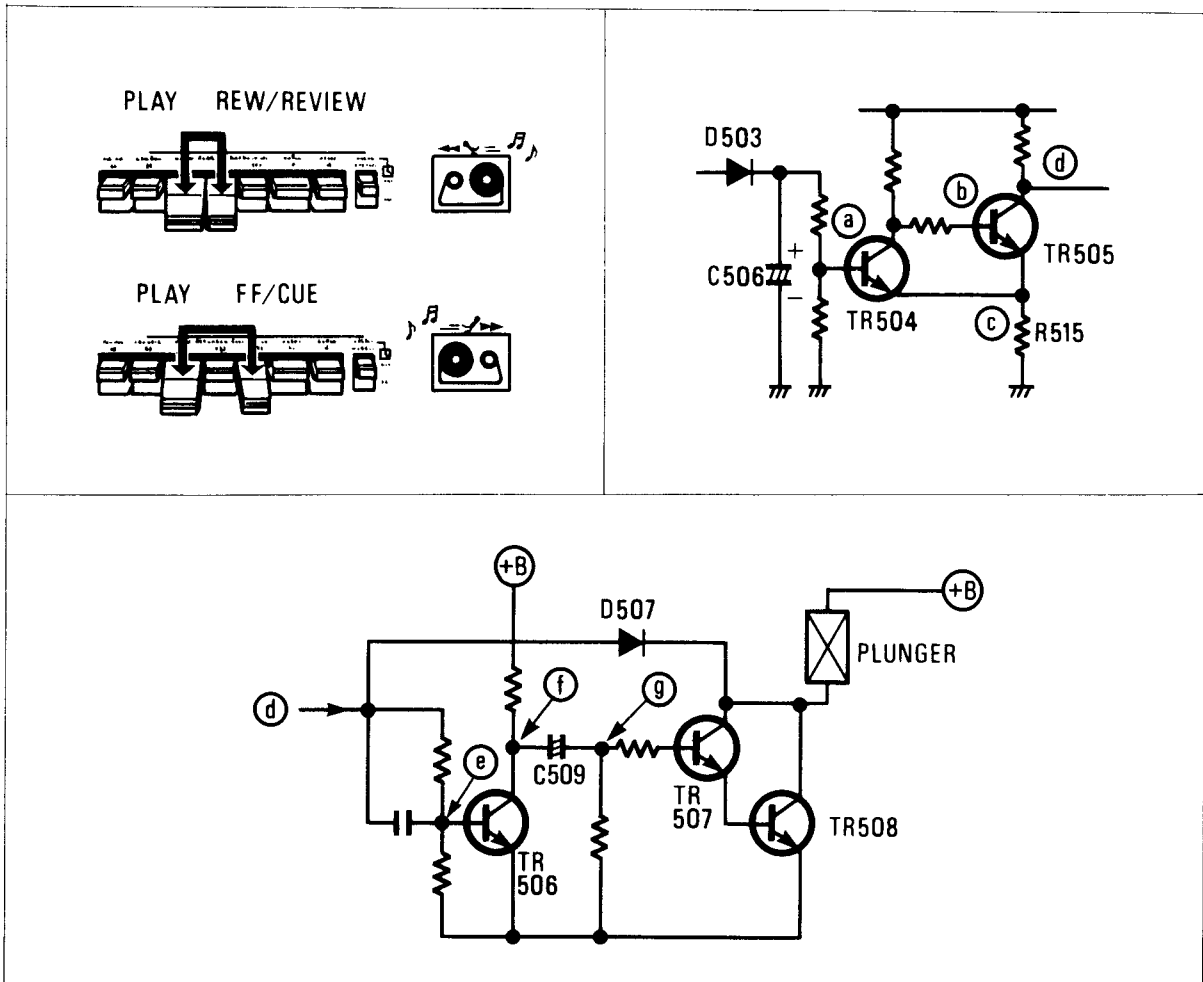 PLAY REW/REVIEW
PLAY FF/CUE
D503
a
b
d
+
C506
−
TR504
TR505
c
R515
+B
+B
D507
PLUNGER
d
f
g
e
C509
TR
507
TR508
TR
506